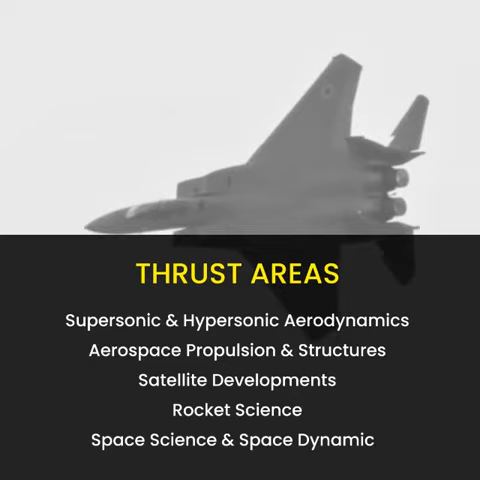 THRUST AREAS
Supersonic & Hypersonic Aerodynamics
Aerospace Propulsion & Structures
Satellite Developments
Rocket Science
Space Science & Space Dynamic